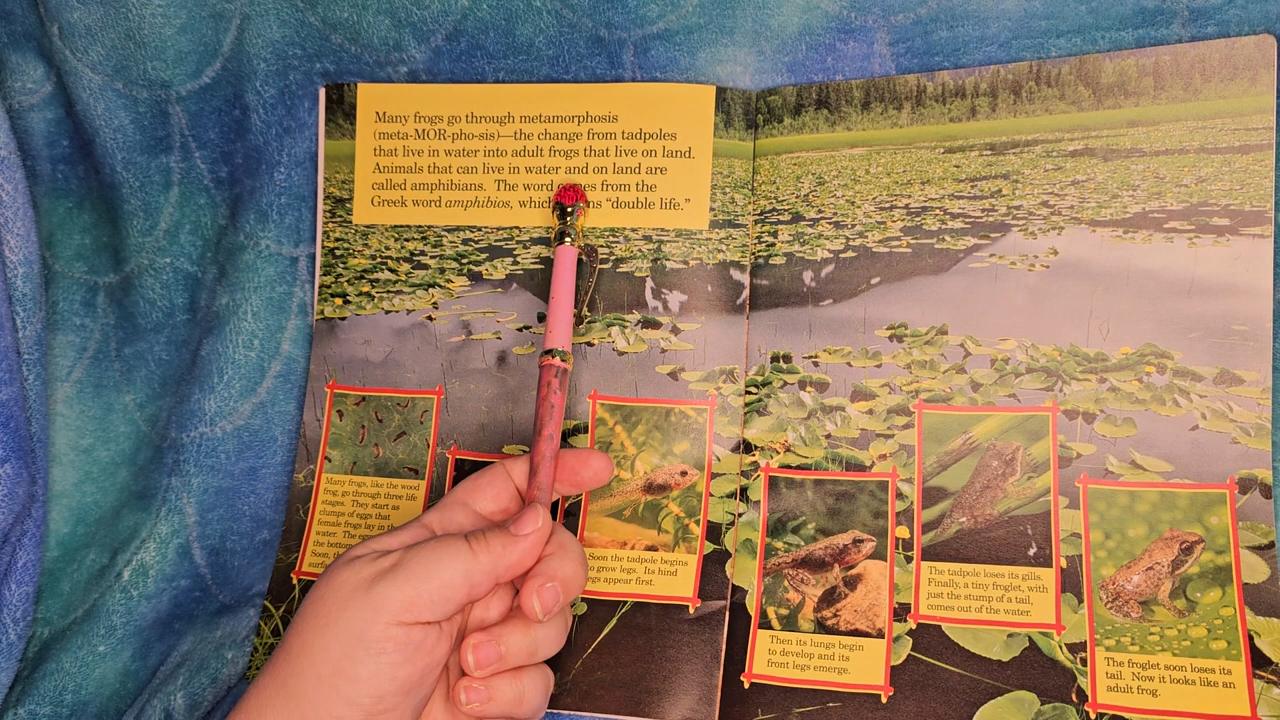 Many frogs go through metamorphosis
(meta-MOR-pho-sis)—the change from tadpoles
that live in water into adult frogs that live on land.
Animals that can live in water and on land are
called amphibians. The word from the
Greek word amphibios, "double life."
Many frogs, like the wood
frog, go through three life
stages. They start as
clumps of eggs that
female frogs lay in
water. The
the bottom
Soon,
Soon the tadpole begins
to grow legs. Its hind
legs appear first.
Then its lungs begin
to develop and its
front legs emerge.
The tadpole loses its gills.
Finally, a tiny froglet, with
just the stump of a tail,
comes out of the water.
The froglet soon loses its
tail. Now it looks like an
adult frog.